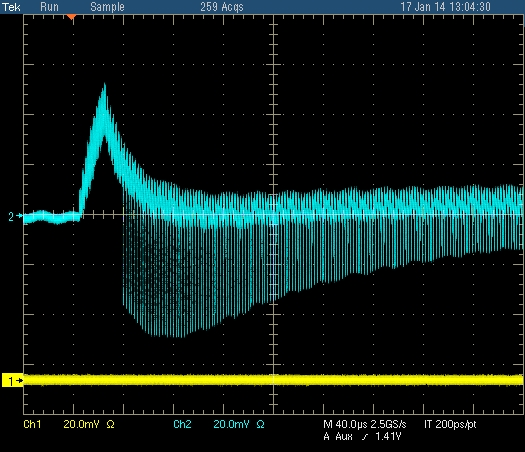 Tek Run Sample 259 Acqs 17 Jan 14 13:04:30
2
1
Ch1 20.0mV Ω Ch2 20.0mV Ω M 40.0µs 2.5GS/s IT 200ps/pt
A Aux ∫ 1.41V